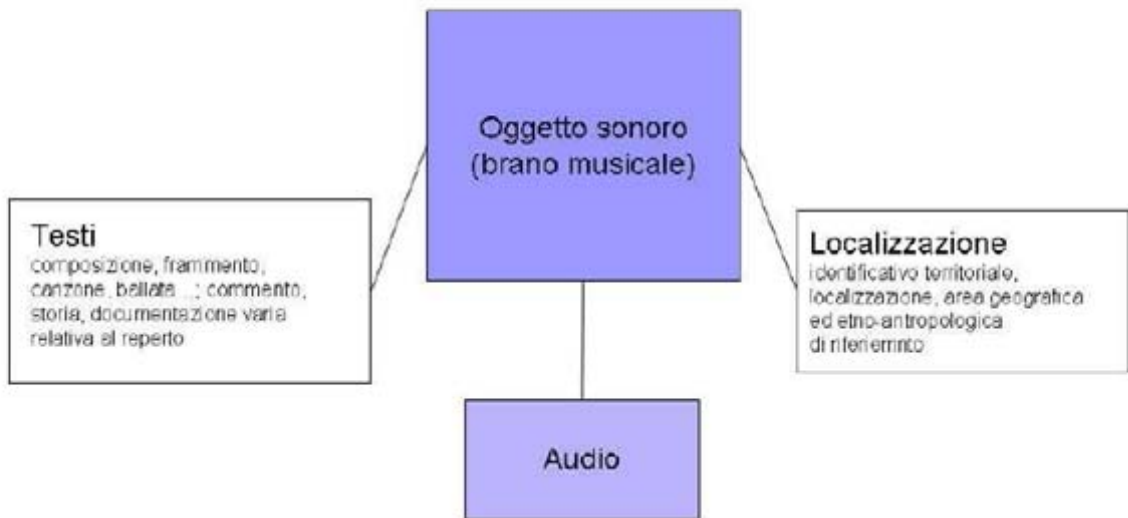 Oggetto sonoro
(brano musicale)
Testi
composizione, frammento,
canzone, ballata...; commento,
storia, documentazione varia
relativa al reperto
Localizzazione
identificativo territoriale,
localizzazione, area geografica
ed etno-antropologica
di riferiemnto
Audio